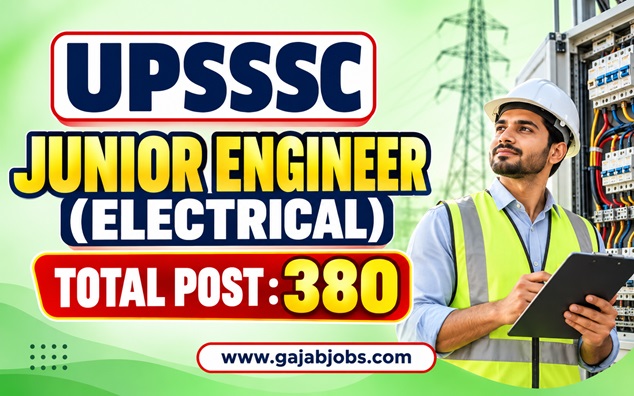 UPSSSC
JUNIOR ENGINEER
(ELECTRICAL)
TOTAL POST: 380
www.gajabjobs.com